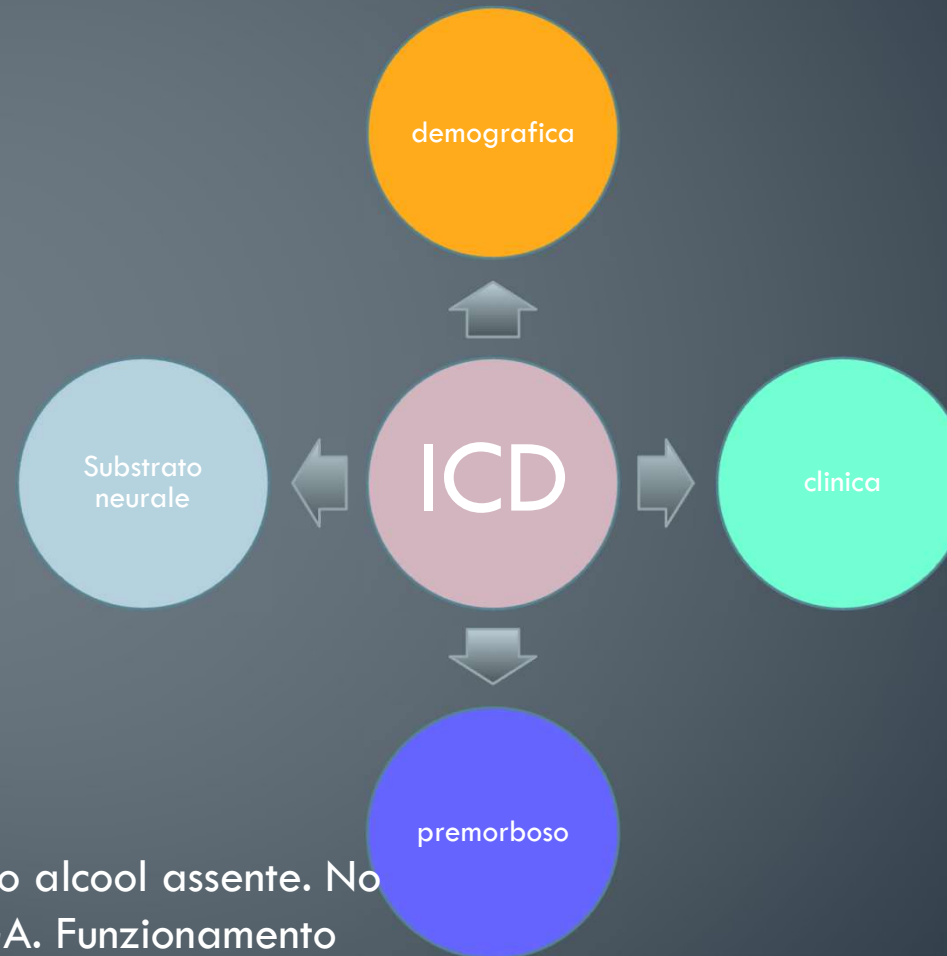 demografica
Substrato
neurale
ICD
clinica
premorboso
alcool assente. No
Funzionamento